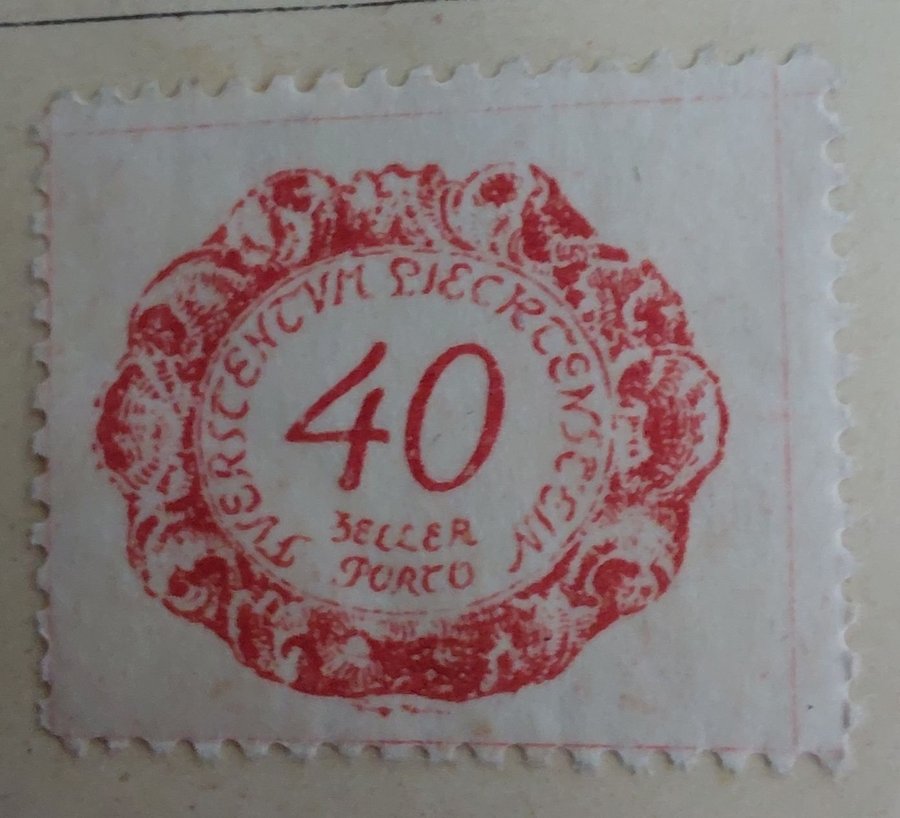 FVERSTENTVM LIECHTENSTEIN
40
HELLER
PORTO